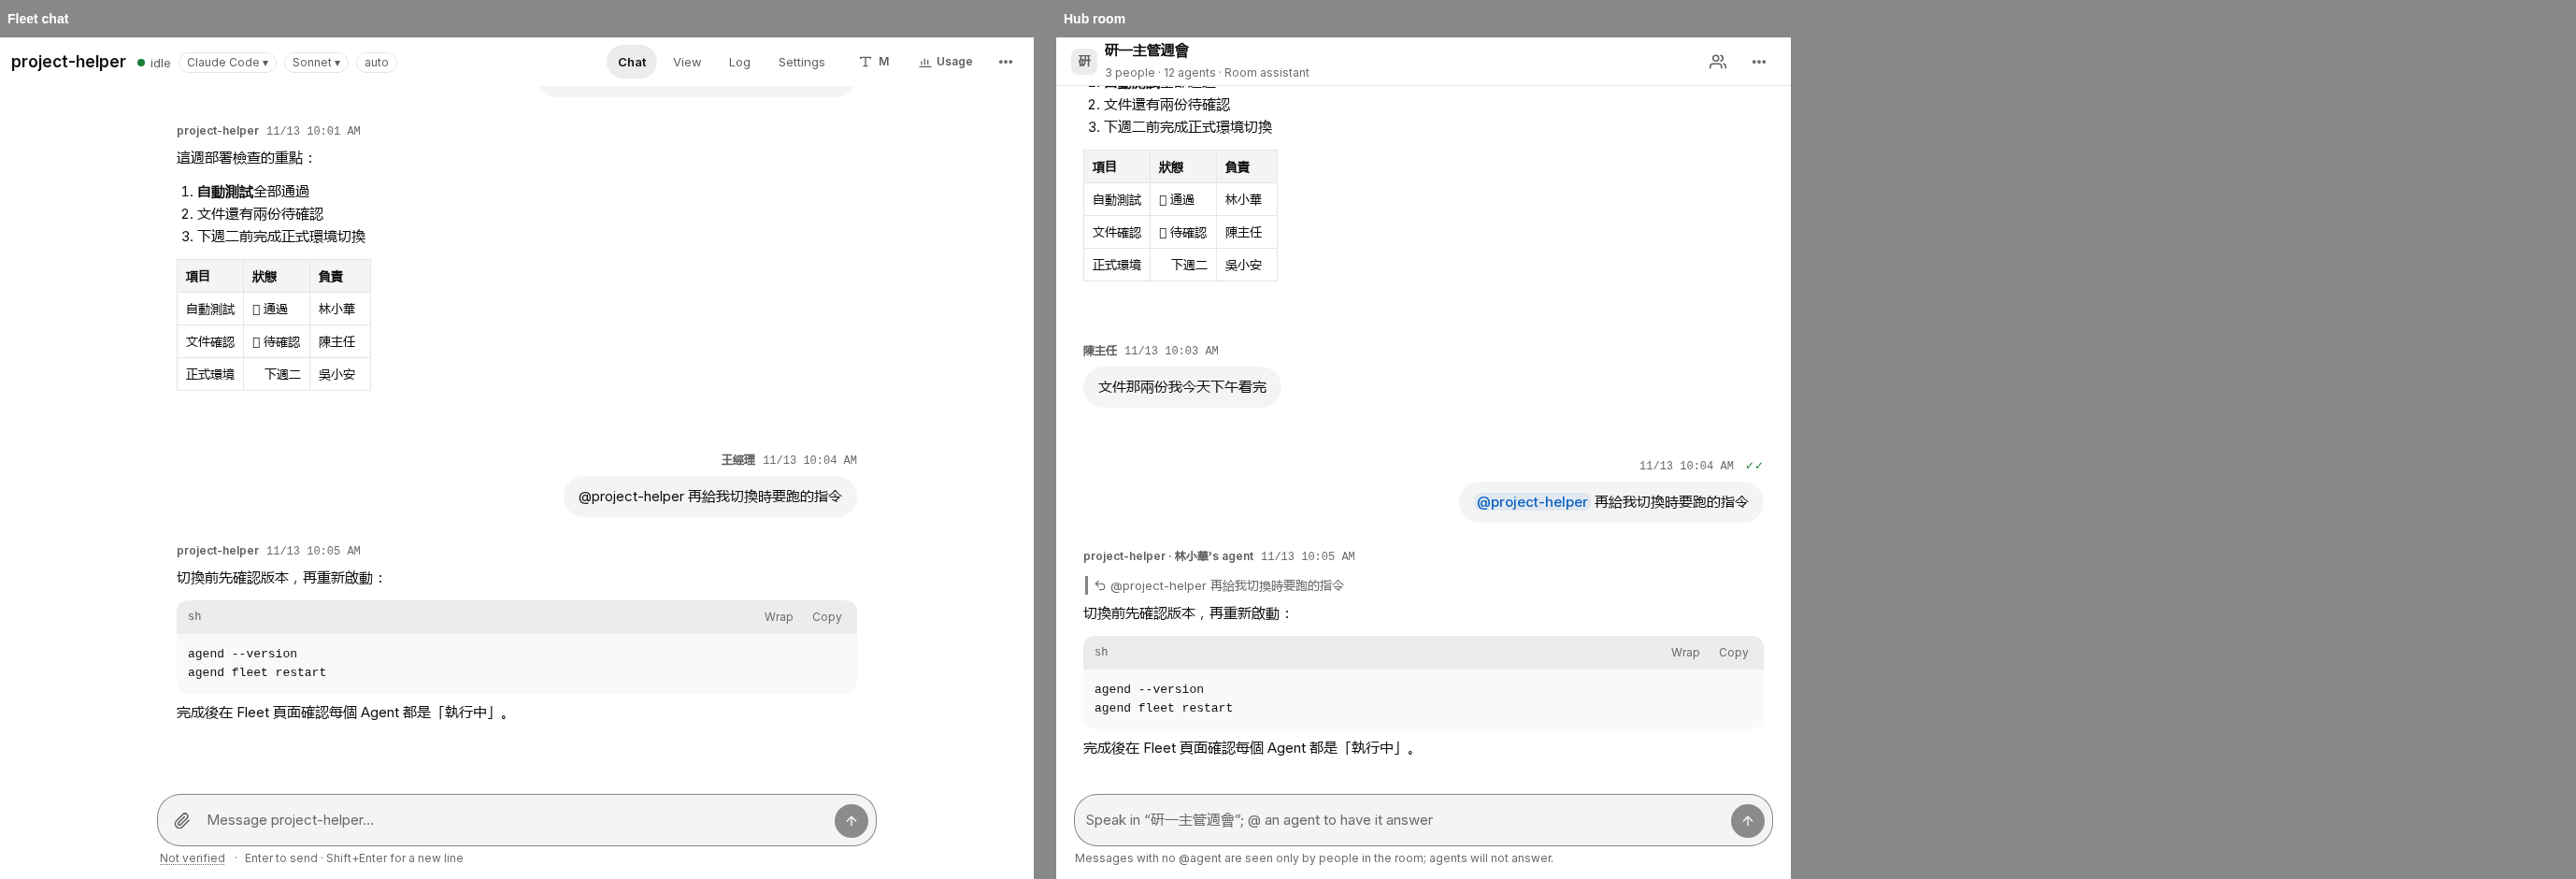 Fleet chat
project-helper idle Claude Code ▾ Sonnet ▾ auto Chat View Log Settings M Usage •••
project-helper 11/13 10:01 AM
這週部署檢查的重點：
1. 自動測試全部通過
2. 文件還有兩份待確認
3. 下週二前完成正式環境切換
項目 狀態 負責
自動測試 通過 林小華
文件確認 待確認 陳主任
正式環境 下週二 吳小安
王經理 11/13 10:04 AM
@project-helper 再給我切換時要跑的指令
project-helper 11/13 10:05 AM
切換前先確認版本，再重新啟動：
sh Wrap Copy
agend --version
agend fleet restart
完成後在 Fleet 頁面確認每個 Agent 都是「執行中」。
Message project-helper...
Not verified · Enter to send · Shift+Enter for a new line
Hub room
研 研一主管週會
3 people · 12 agents · Room assistant •••
2. 文件還有兩份待確認
3. 下週二前完成正式環境切換
項目 狀態 負責
自動測試 通過 林小華
文件確認 待確認 陳主任
正式環境 下週二 吳小安
陳主任 11/13 10:03 AM
文件那兩份我今天下午看完
11/13 10:04 AM ✓✓
@project-helper 再給我切換時要跑的指令
project-helper · 林小華's agent 11/13 10:05 AM
@project-helper 再給我切換時要跑的指令
切換前先確認版本，再重新啟動：
sh Wrap Copy
agend --version
agend fleet restart
完成後在 Fleet 頁面確認每個 Agent 都是「執行中」。
Speak in “研一主管週會”; @ an agent to have it answer
Messages with no @agent are seen only by people in the room; agents will not answer.